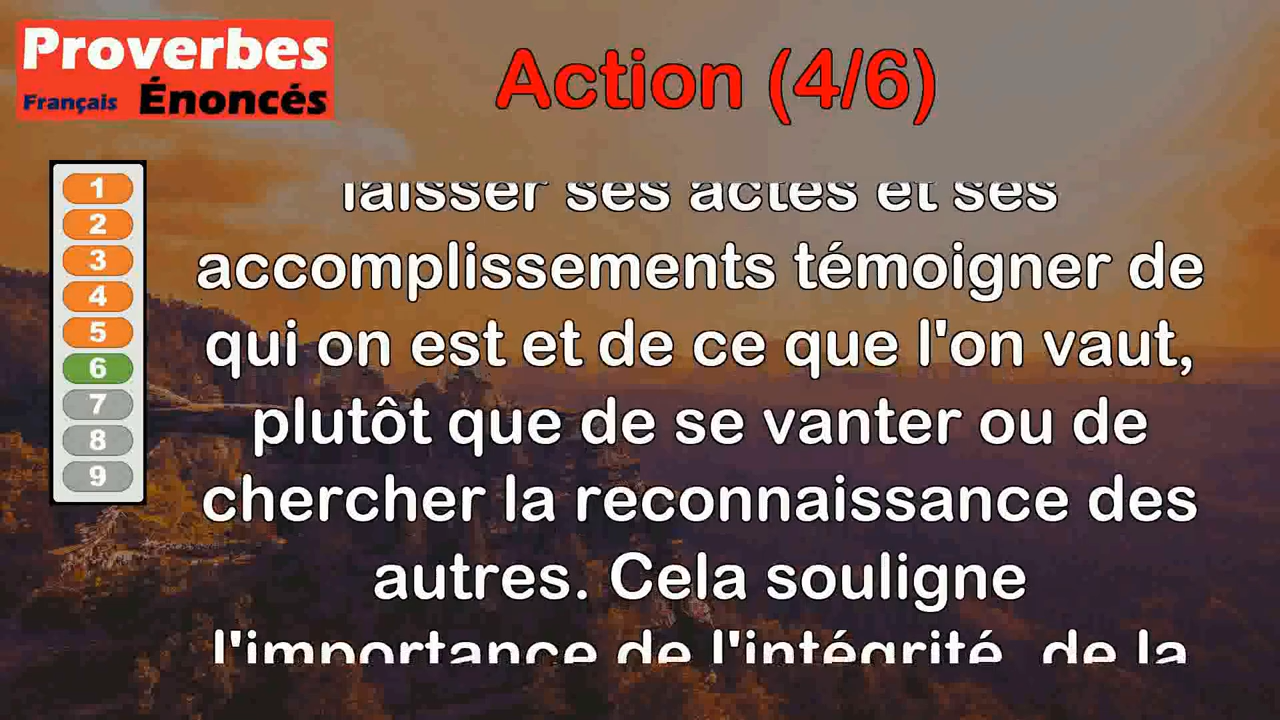 Proverbes
Français Énoncés
Action (4/6)
1
2
3
4
5
6
7
8
9
laisser ses actes et ses
accomplissements témoigner de
qui on est et de ce que l'on vaut,
plutôt que de se vanter ou de
chercher la reconnaissance des
autres. Cela souligne
l'importance de l'intégrité, de la